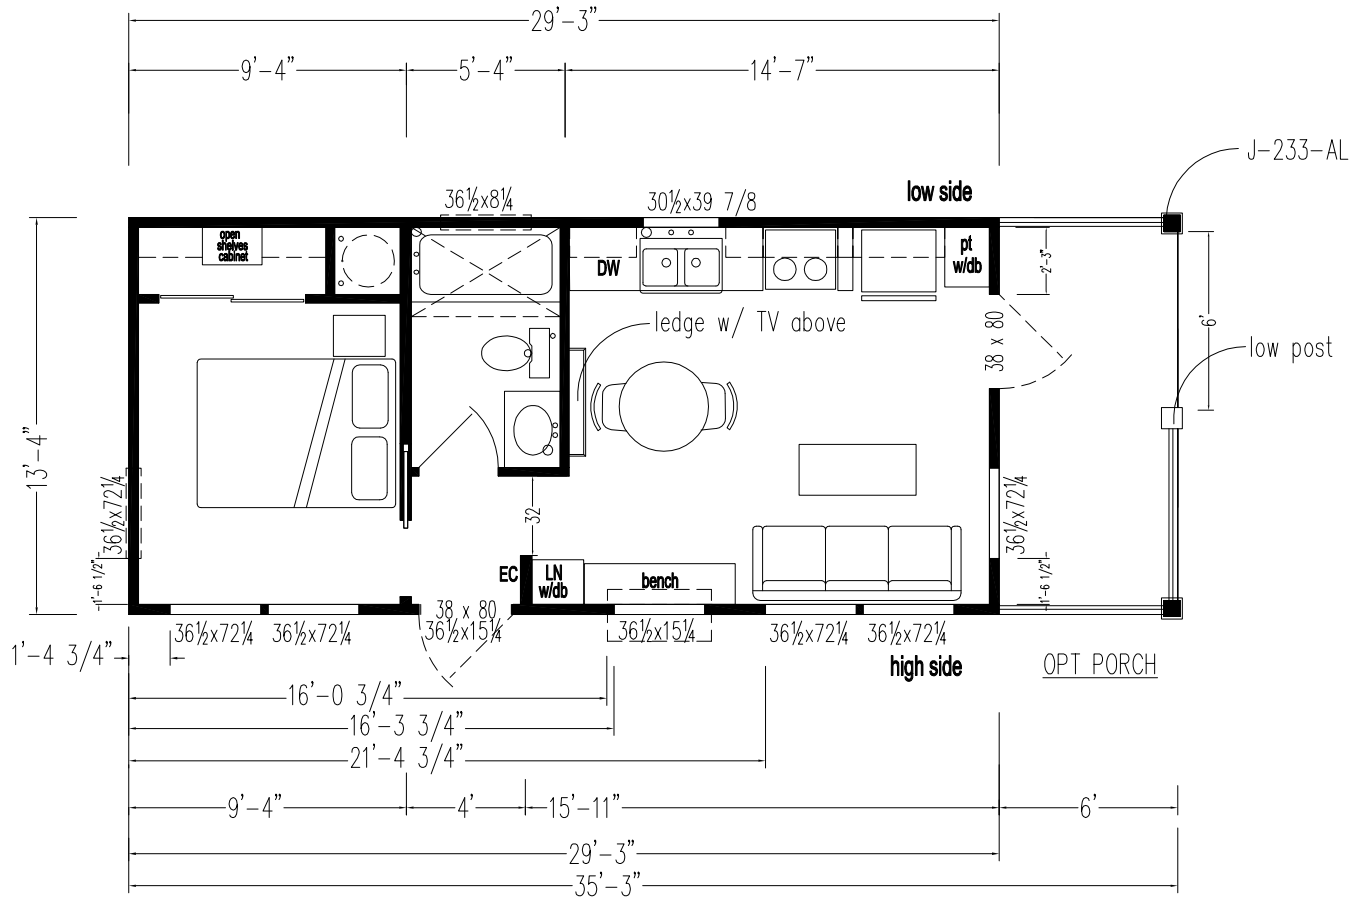 29'-3"
9'-4"
5'-4"
14'-7"
J-233-AL
low side
36½x8¼
30½x39 7/8
open
shelves
cabinet
DW
pt
w/db
2'-3"
6'
ledge w/ TV above
38 x 80
low post
13'-4"
36½x72¼
36½x72¼
32
1'-6 1/2"
1'-6 1/2"
EC
LN
w/db
bench
38 x 80
36½x15¼
36½x72¼
36½x72¼
36½x15¼
36½x72¼
36½x72¼
1'-4 3/4"
high side
OPT PORCH
16'-0 3/4"
16'-3 3/4"
21'-4 3/4"
9'-4"
4'
15'-11"
6'
29'-3"
35'-3"